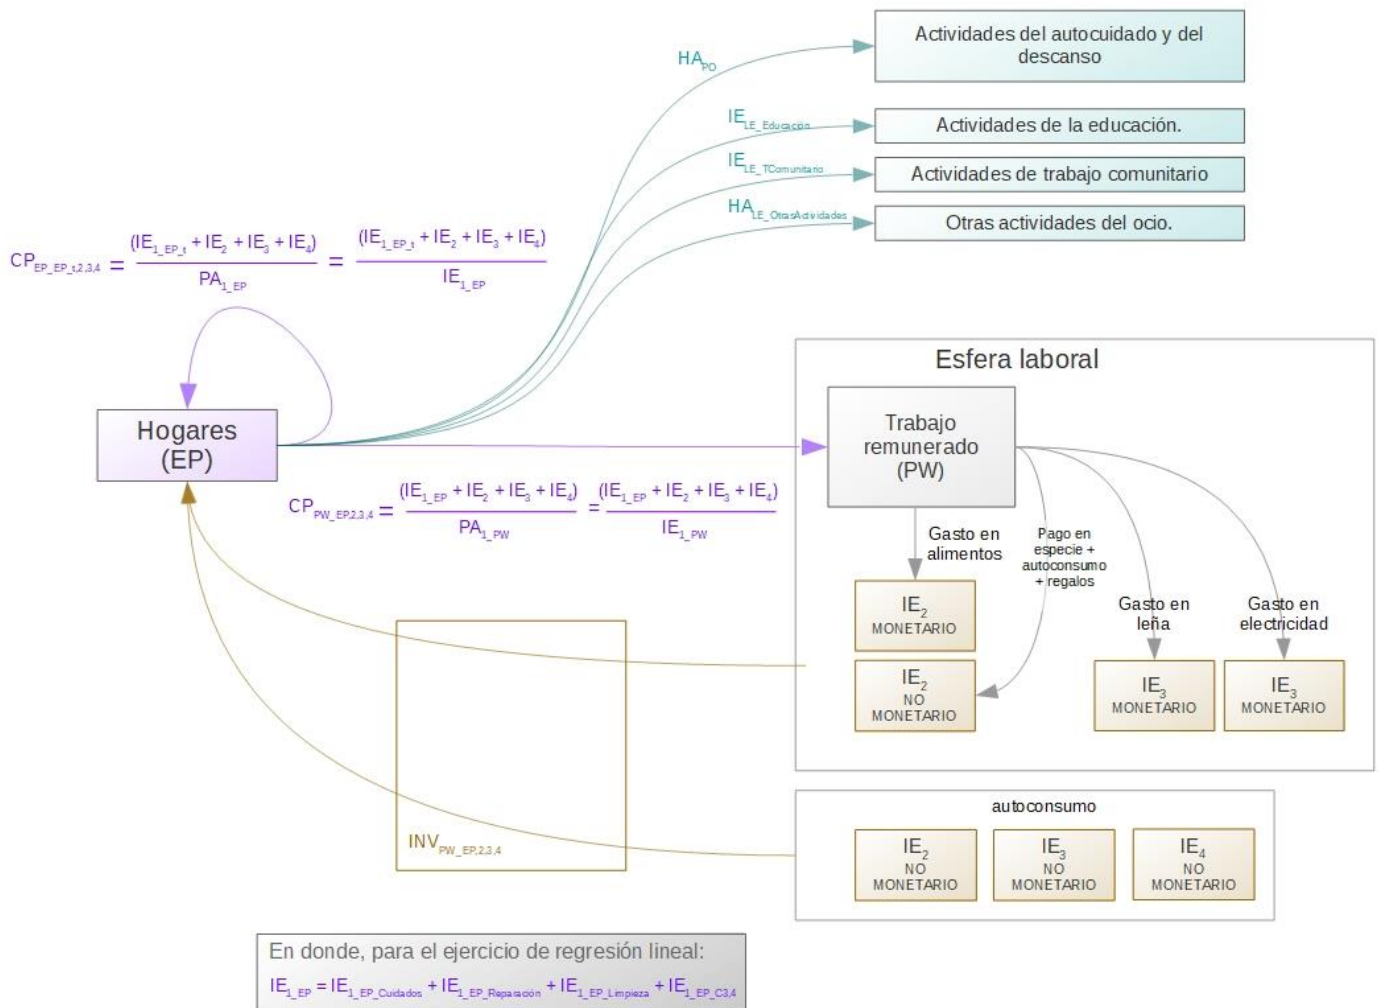 Actividades del autocuidado y del
descanso
HA_PO
IE_LE_Educación
Actividades de la educación.
IE_LE_TComunitario
Actividades de trabajo comunitario
HA_LE_OtrasActividades
Otras actividades del ocio.
CP_EP_EP_t,2,3,4 = (IE_1_EP_t + IE_2 + IE_3 + IE_4) / PA_1_EP = (IE_1_EP_t + IE_2 + IE_3 + IE_4) / IE_1_EP
Esfera laboral
Hogares
(EP)
Trabajo
remunerado
(PW)
CP_PW_EP,2,3,4 = (IE_1_EP + IE_2 + IE_3 + IE_4) / PA_1_PW = (IE_1_EP + IE_2 + IE_3 + IE_4) / IE_1_PW
Gasto en
alimentos
Pago en
especie +
autoconsumo
+ regalos
Gasto en
leña
Gasto en
electricidad
IE_2
MONETARIO
IE_2
NO
MONETARIO
IE_3
MONETARIO
IE_3
MONETARIO
INV_PW_EP,2,3,4
autoconsumo
IE_2
NO
MONETARIO
IE_3
NO
MONETARIO
IE_4
NO
MONETARIO
En donde, para el ejercicio de regresión lineal:
IE_1_EP = IE_1_EP_Cuidados + IE_1_EP_Reparación + IE_1_EP_Limpieza + IE_1_EP_C3,4